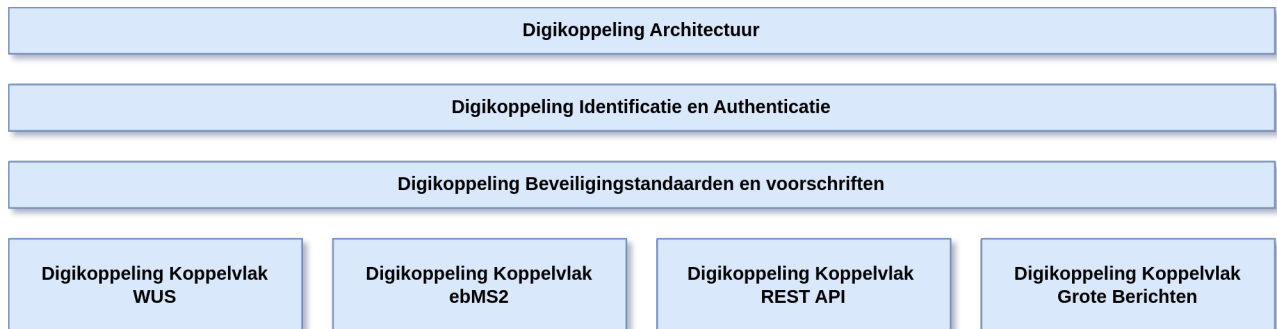 Digikoppeling Architectuur
Digikoppeling Identificatie en Authenticatie
Digikoppeling Beveiligingstandaarden en voorschriften
Digikoppeling Koppelvlak
WUS
Digikoppeling Koppelvlak
ebMS2
Digikoppeling Koppelvlak
REST API
Digikoppeling Koppelvlak
Grote Berichten